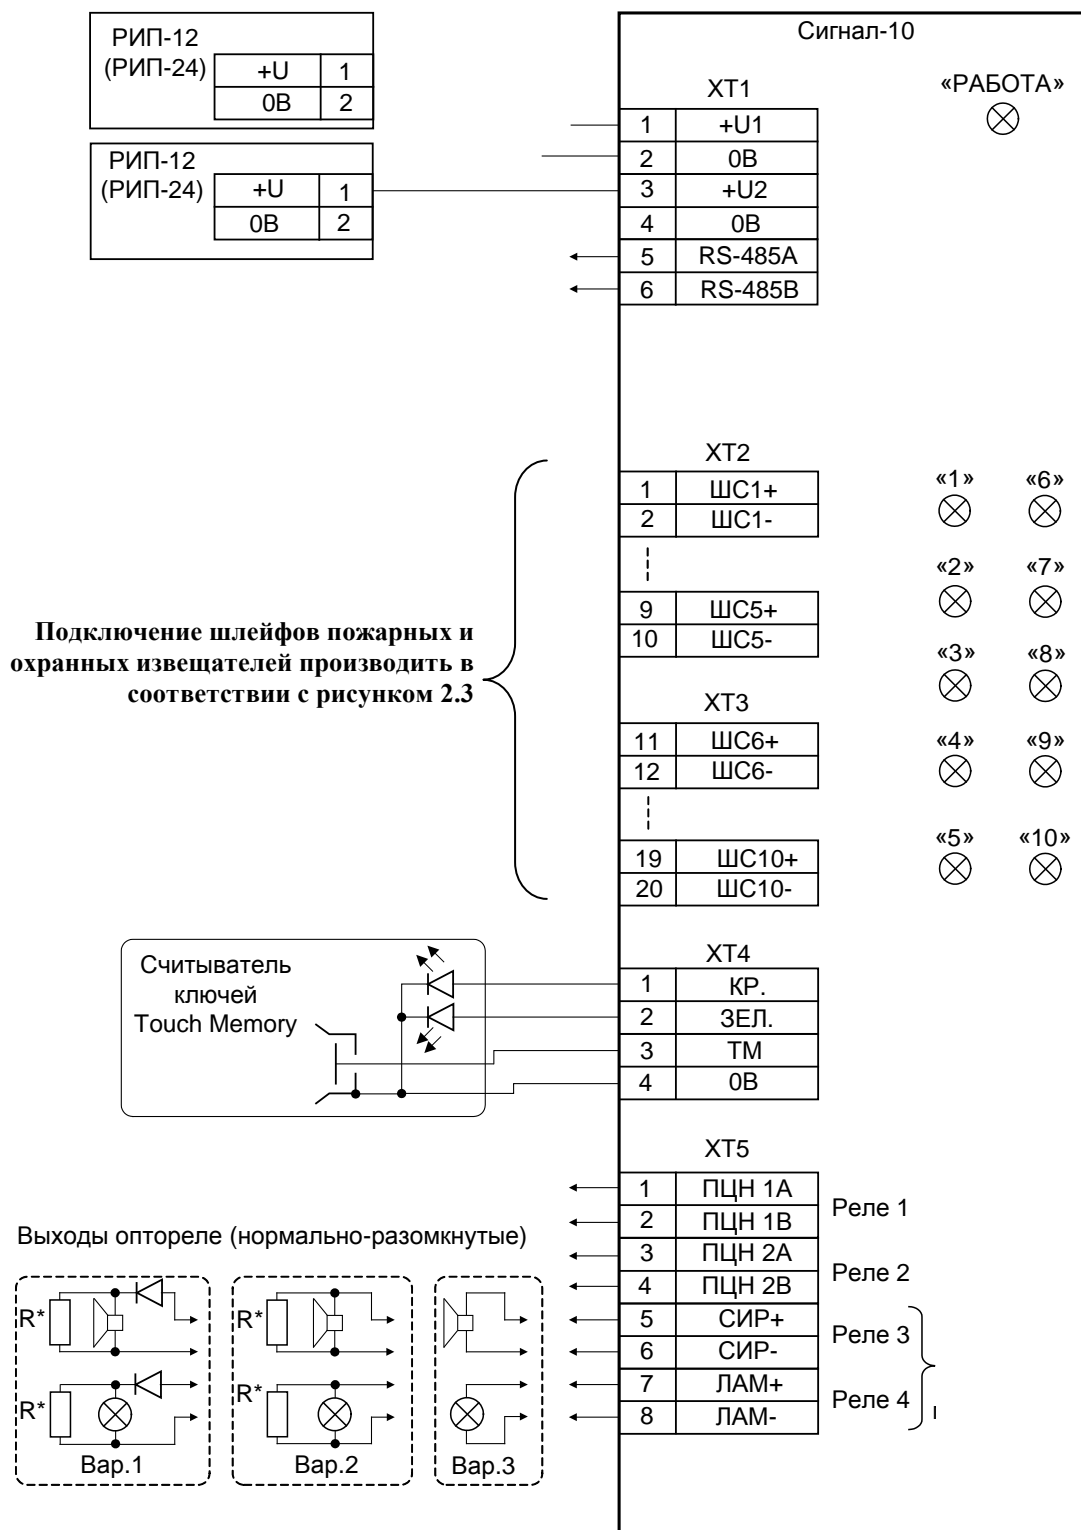 Сигнал-10
РИП-12
(РИП-24)
+U 1
0В 2
РИП-12
(РИП-24)
+U 1
0В 2
XT1
1 +U1
2 0В
3 +U2
4 0В
5 RS-485A
6 RS-485B
«РАБОТА»
XT2
1 ШС1+
2 ШС1-
9 ШС5+
10 ШС5-
XT3
11 ШС6+
12 ШС6-
19 ШС10+
20 ШС10-
«1» «6»
«2» «7»
«3» «8»
«4» «9»
«5» «10»
Подключение шлейфов пожарных и
охранных извещателей производить в
соответствии с рисунком 2.3
Считыватель
ключей
Touch Memory
XT4
1 КР.
2 ЗЕЛ.
3 ТМ
4 0В
XT5
1 ПЦН 1А
2 ПЦН 1В
Реле 1
3 ПЦН 2А
4 ПЦН 2В
Реле 2
5 СИР+
6 СИР-
Реле 3
7 ЛАМ+
8 ЛАМ-
Реле 4
Выходы оптореле (нормально-разомкнутые)
R*
R*
Вар.1
R*
R*
Вар.2
Вар.3